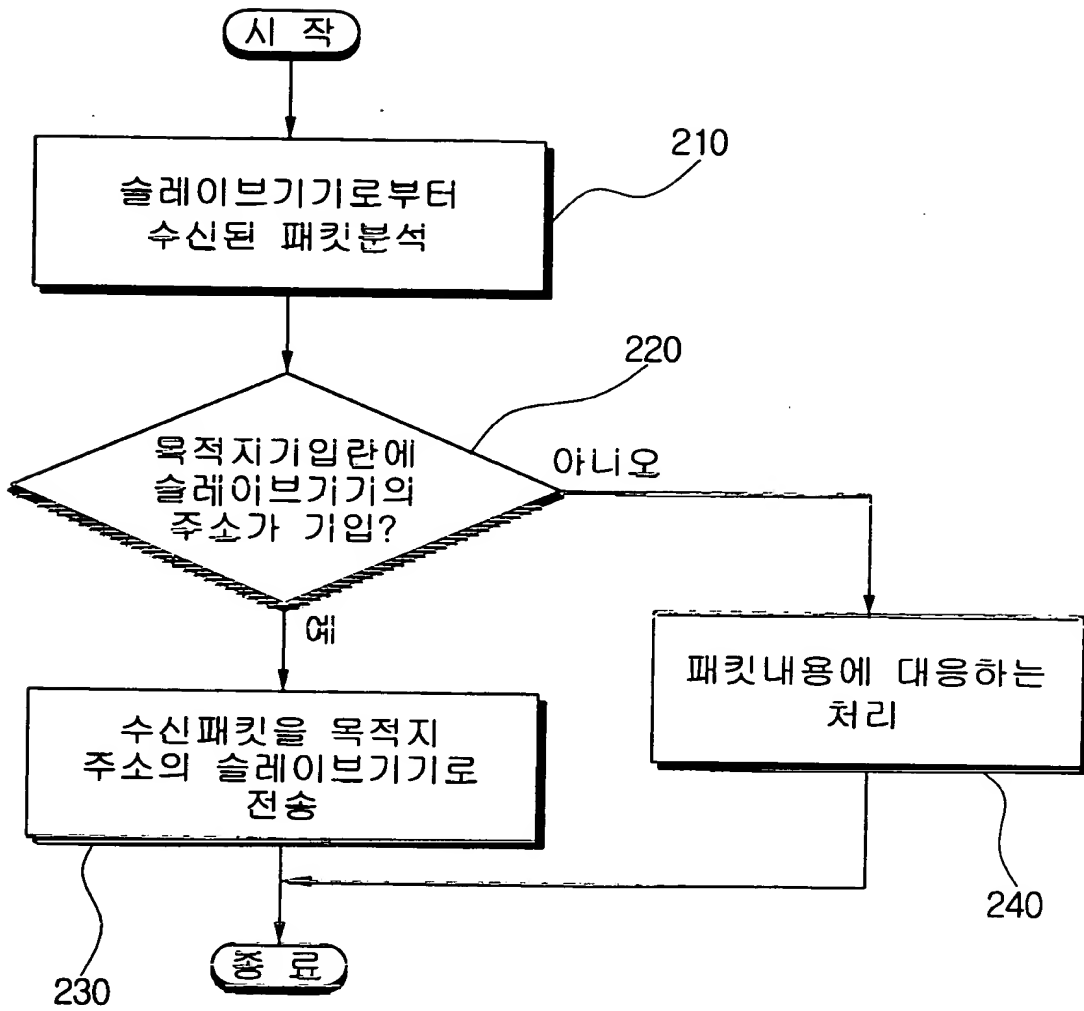 시 작
210
슬레이브기기로부터
수신된 패킷분석
220
목적지기입란에
슬레이브기기의
주소가 기입?
아니오
예
패킷내용에 대응하는
처리
수신패킷을 목적지
주소의 슬레이브기기로
전송
240
종 료
230